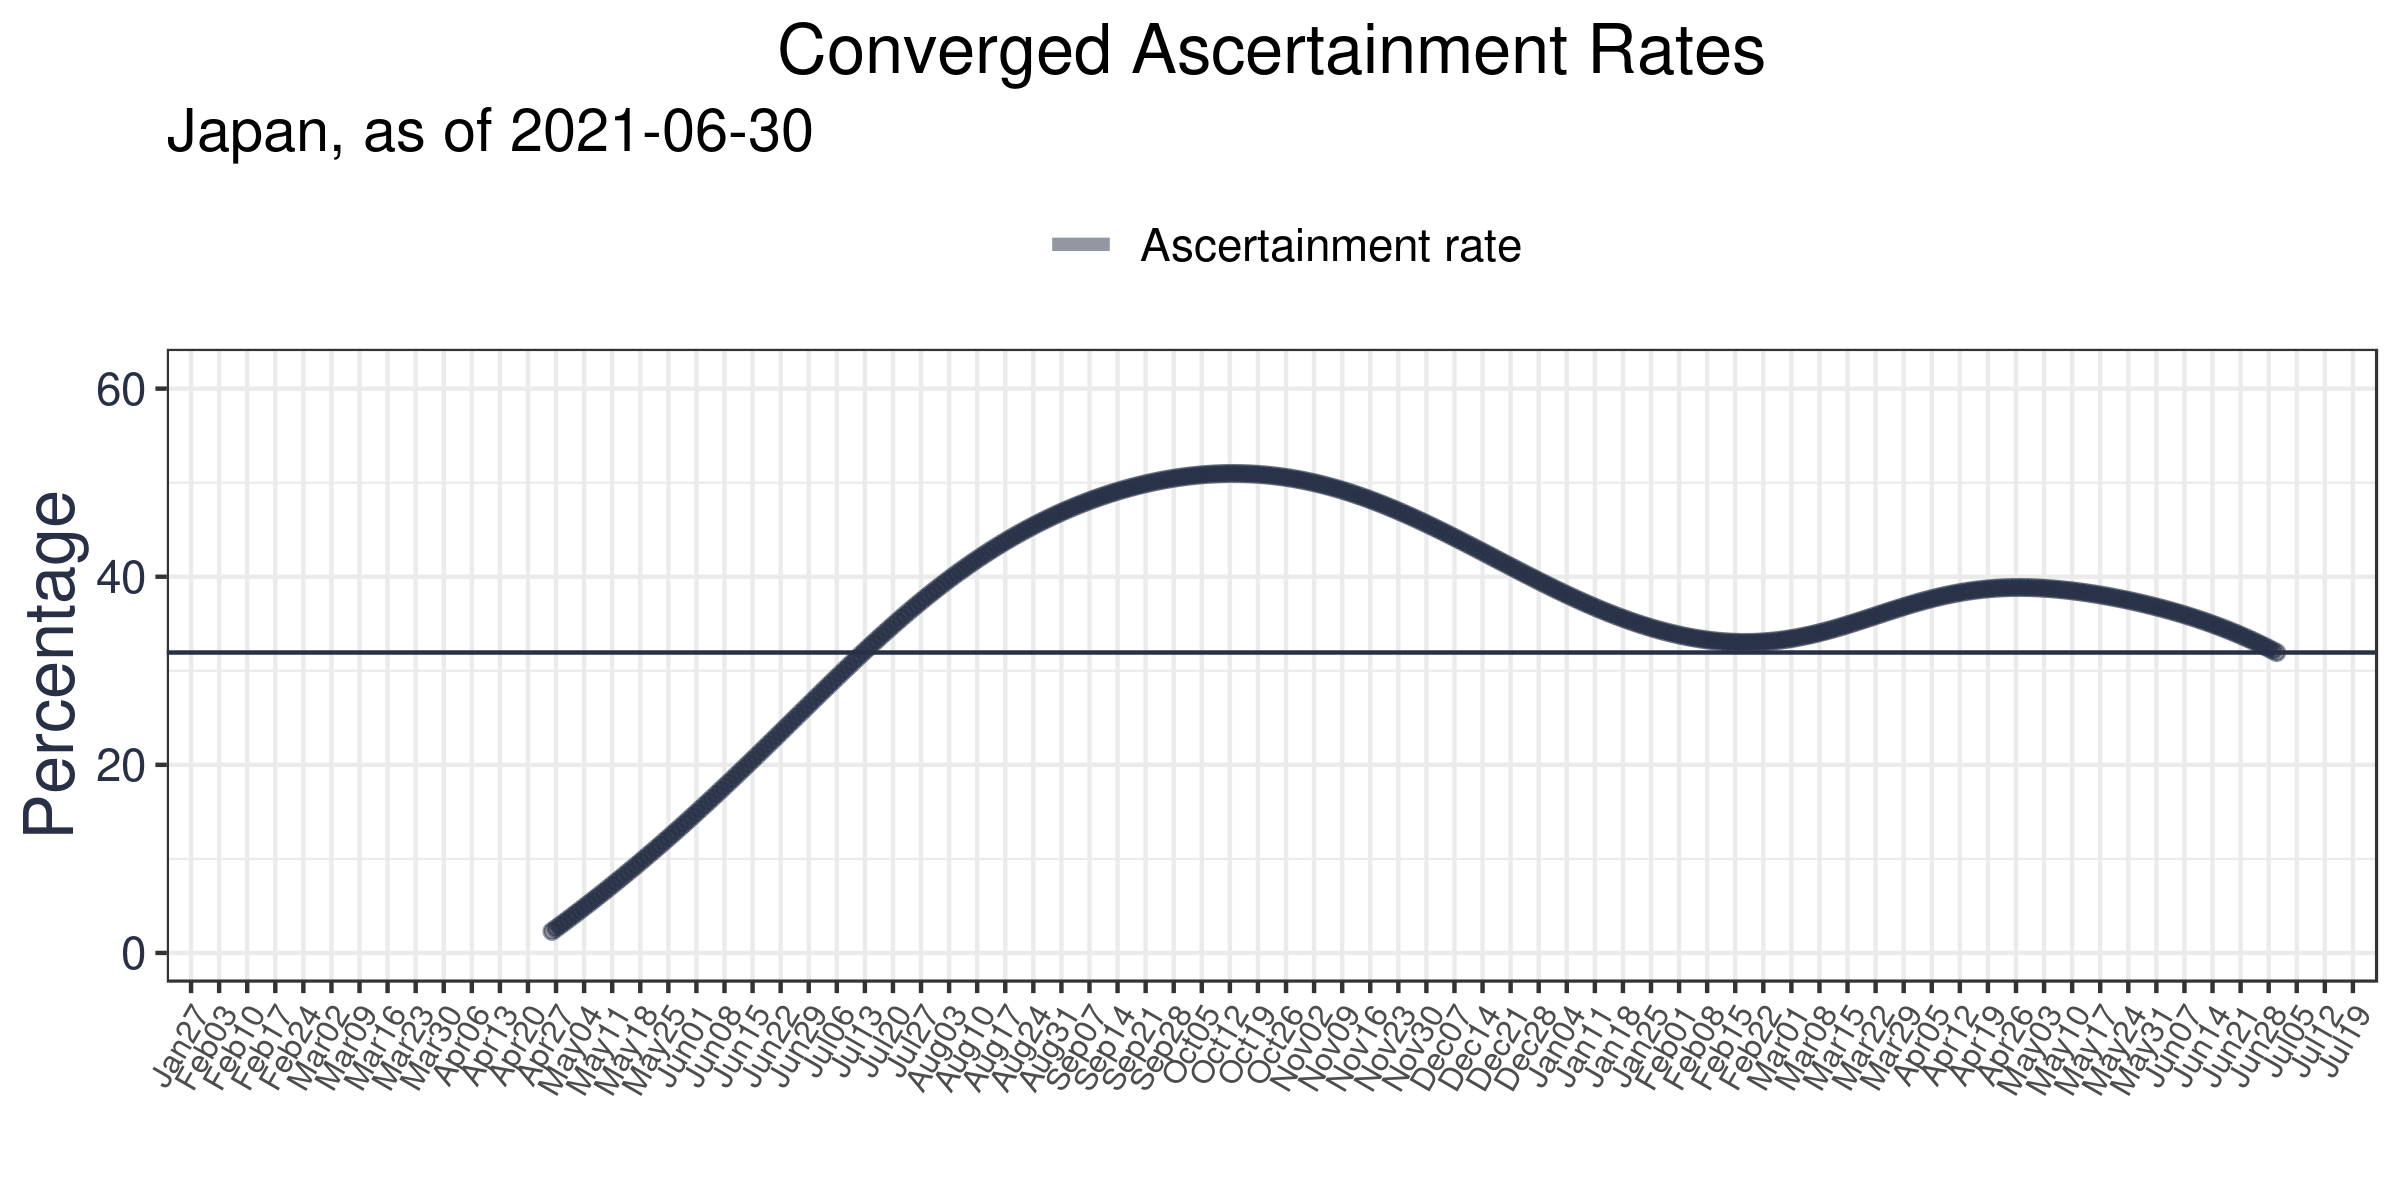 Converged Ascertainment Rates
Japan, as of 2021-06-30
Ascertainment rate
Percentage
60
40
20
0
Jan27
Feb03
Feb10
Feb17
Feb24
Mar02
Mar09
Mar16
Mar23
Mar30
Apr06
Apr13
Apr20
Apr27
May04
May11
May18
May25
Jun01
Jun08
Jun15
Jun22
Jun29
Jul06
Jul13
Jul20
Jul27
Aug03
Aug10
Aug17
Aug24
Aug31
Sep07
Sep14
Sep21
Sep28
Oct05
Oct12
Oct19
Oct26
Nov02
Nov09
Nov16
Nov23
Nov30
Dec07
Dec14
Dec21
Dec28
Jan04
Jan11
Jan18
Jan25
Feb01
Feb08
Feb15
Feb22
Mar01
Mar08
Mar15
Mar22
Mar29
Apr05
Apr12
Apr19
Apr26
May03
May10
May17
May24
May31
Jun07
Jun14
Jun21
Jun28
Jul05
Jul12
Jul19